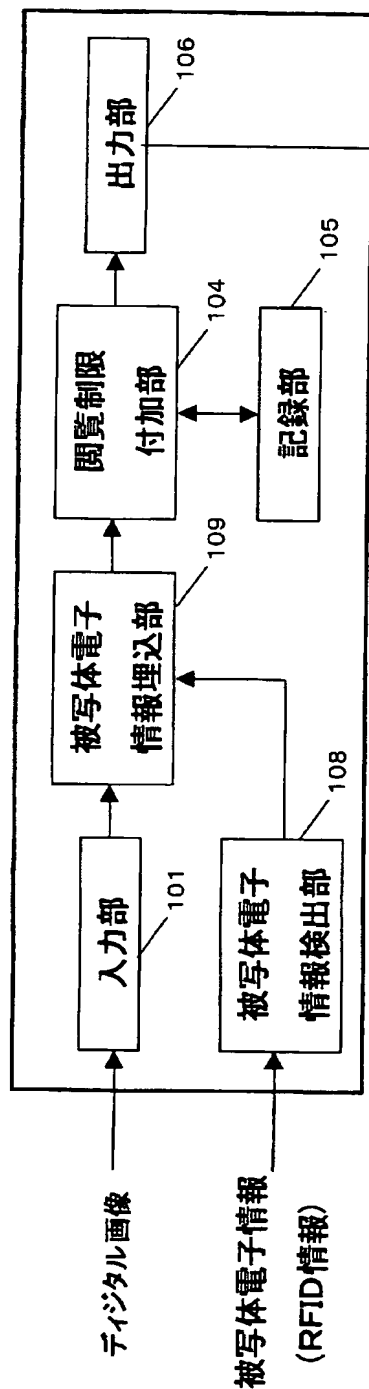 ディジタル画像
入力部
101
被写体電子
情報埋込部
109
閲覧制限
付加部
104
出力部
106
記録部
105
被写体電子情報
(RFID情報)
被写体電子
情報検出部
108